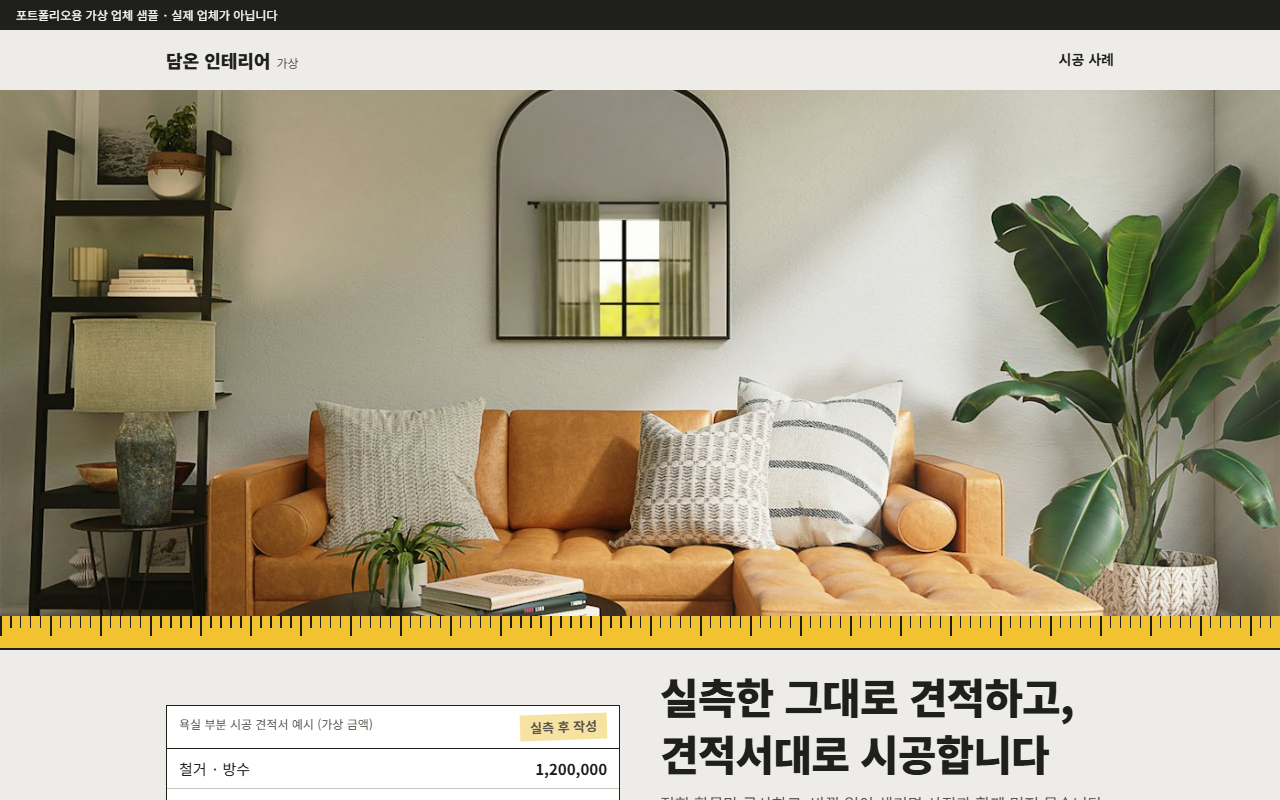 포트폴리오용 가상 업체 샘플 · 실제 업체가 아닙니다
담온 인테리어 가상
시공 사례
실측한 그대로 견적하고,
견적서대로 시공합니다
욕실 부분 시공 견적서 예시 (가상 금액)
실측 후 작성
철거 · 방수
1,200,000